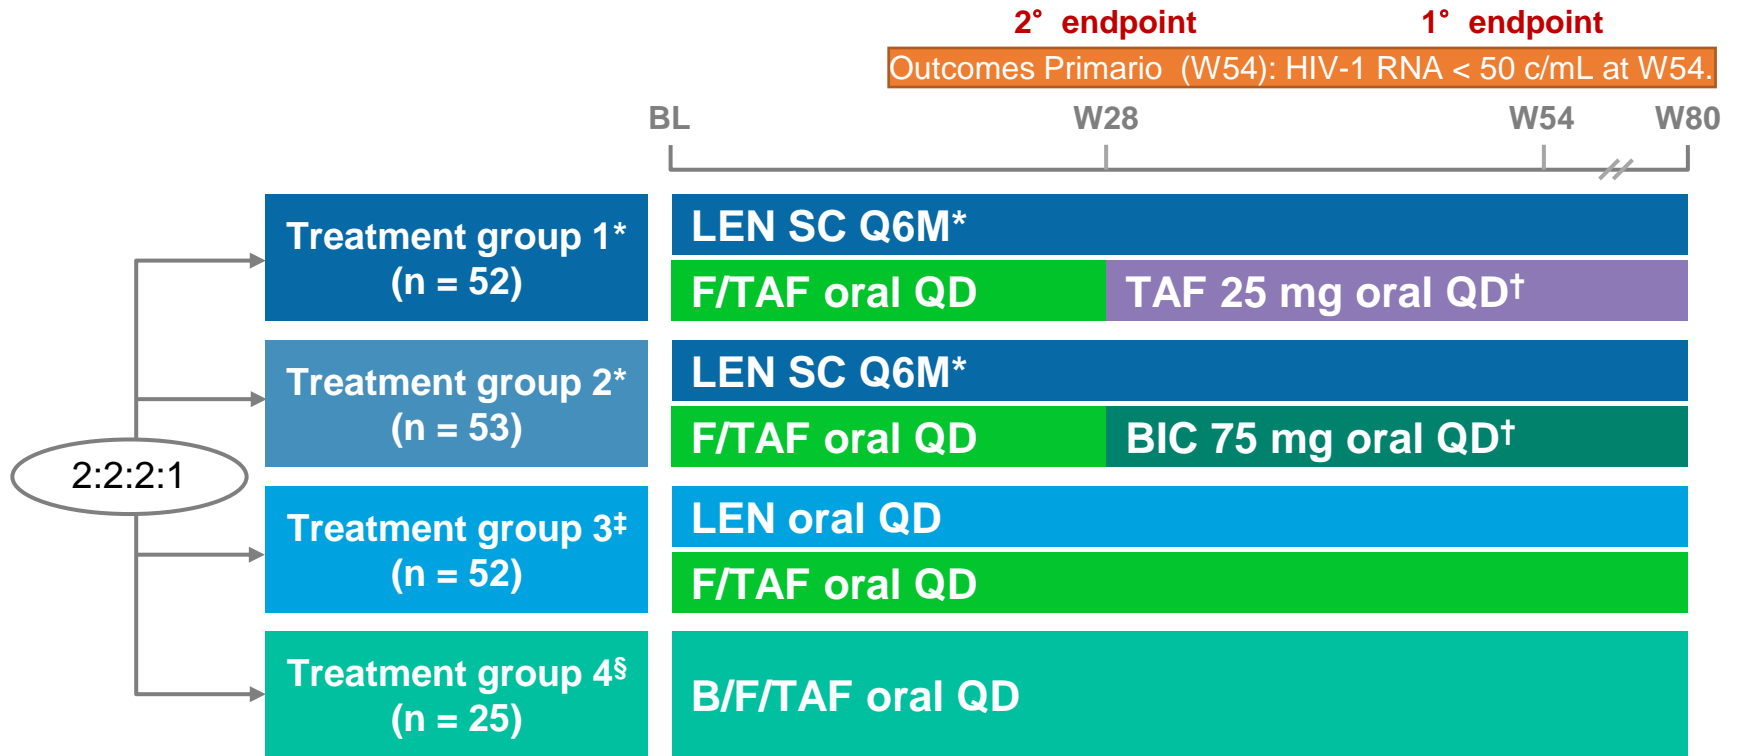 2° endpoint
1° endpoint
Outcomes Primario (W54): HIV-1 RNA < 50 c/mL at W54.
BL
W28
W54
W80
2:2:2:1
Treatment group 1*
(n = 52)
LEN SC Q6M*
F/TAF oral QD
TAF 25 mg oral QD†
Treatment group 2*
(n = 53)
LEN SC Q6M*
F/TAF oral QD
BIC 75 mg oral QD†
Treatment group 3‡
(n = 52)
LEN oral QD
F/TAF oral QD
Treatment group 4§
(n = 25)
B/F/TAF oral QD